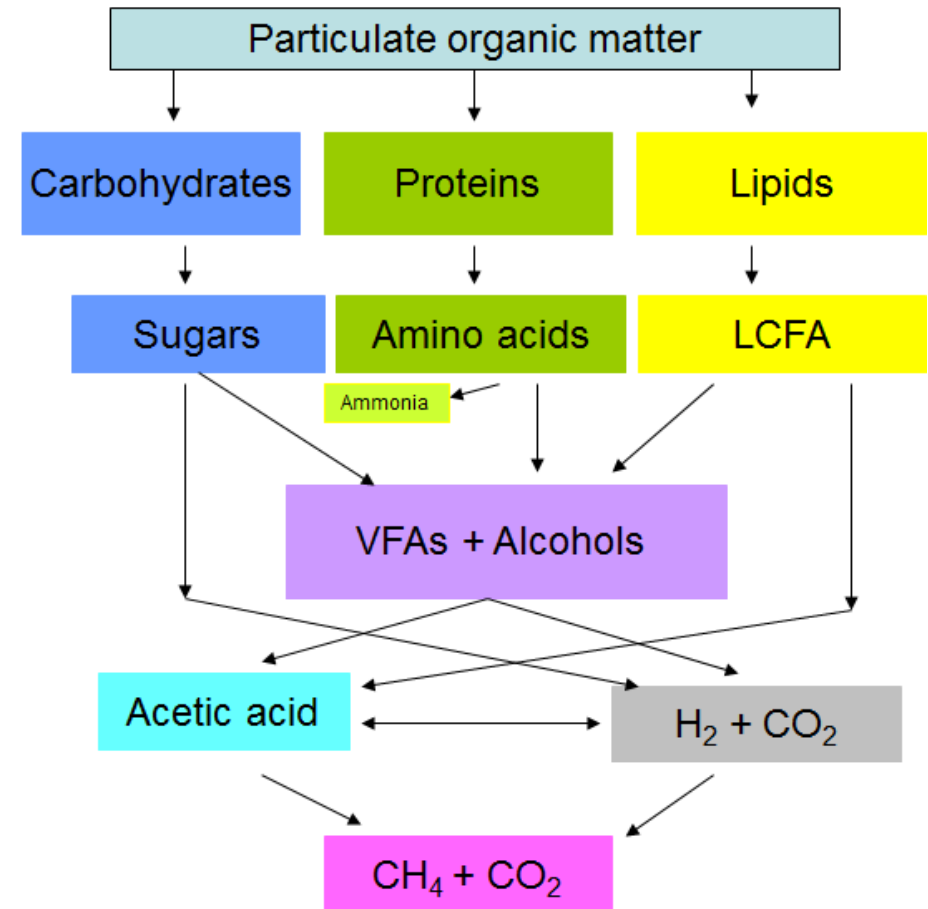 Particulate organic matter
Carbohydrates
Proteins
Lipids
Sugars
Amino acids
LCFA
Ammonia
VFAs + Alcohols
Acetic acid
H₂ + CO₂
CH₄ + CO₂